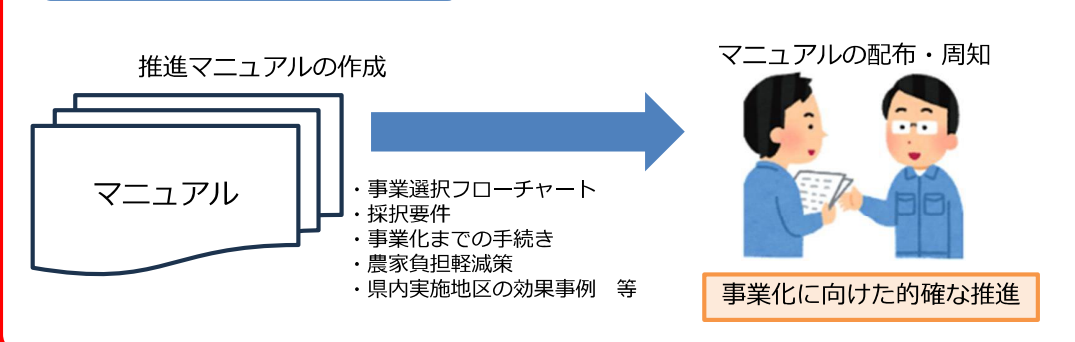 推進マニュアルの作成
マニュアル
・事業選択フローチャート
・採択要件
・事業化までの手続き
・農家負担軽減策
・県内実施地区の効果事例　等
マニュアルの配布・周知
事業化に向けた的確な推進